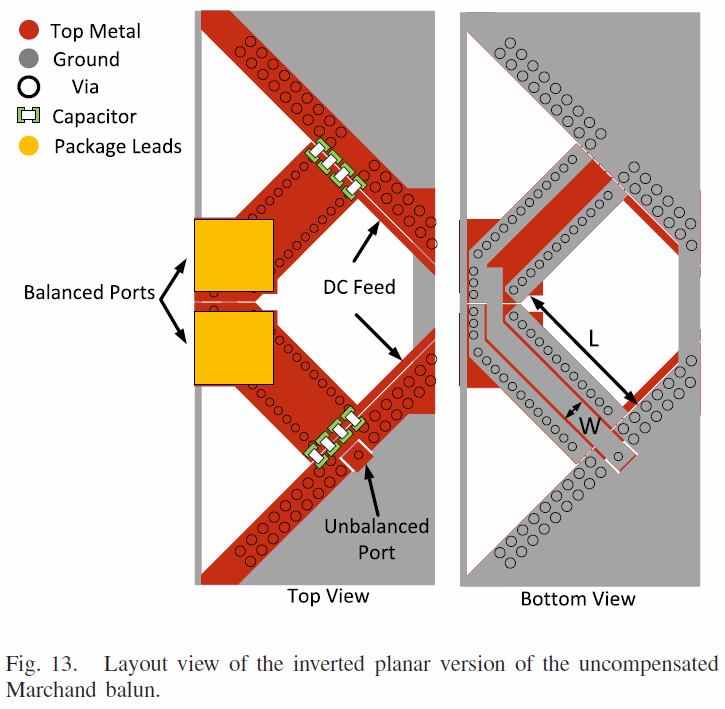 Top Metal
Ground
Via
Capacitor
Package Leads
Balanced Ports
DC Feed
Unbalanced
Port
L
W
Top View
Bottom View
Fig. 13. Layout view of the inverted planar version of the uncompensated
Marchand balun.